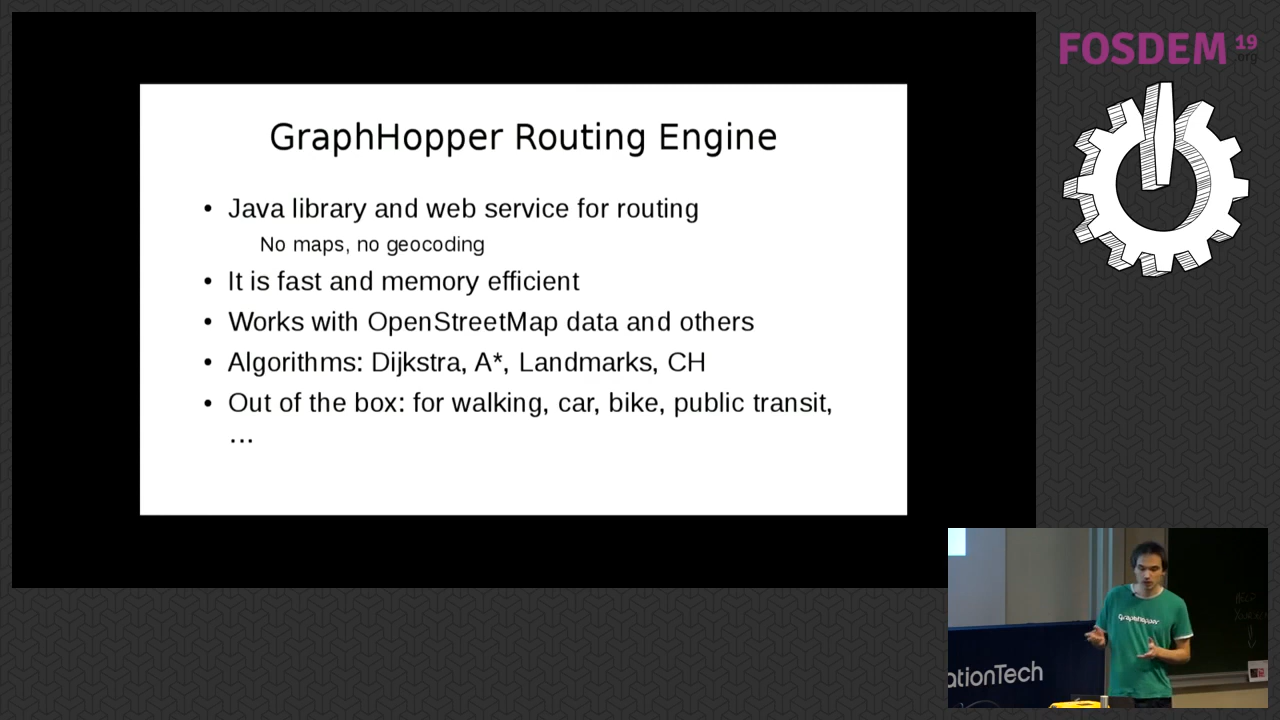 FOSDEM 19
.org
GraphHopper Routing Engine
• Java library and web service for routing
No maps, no geocoding
• It is fast and memory efficient
• Works with OpenStreetMap data and others
• Algorithms: Dijkstra, A*, Landmarks, CH
• Out of the box: for walking, car, bike, public transit,
...
GraphHopper
ationTech